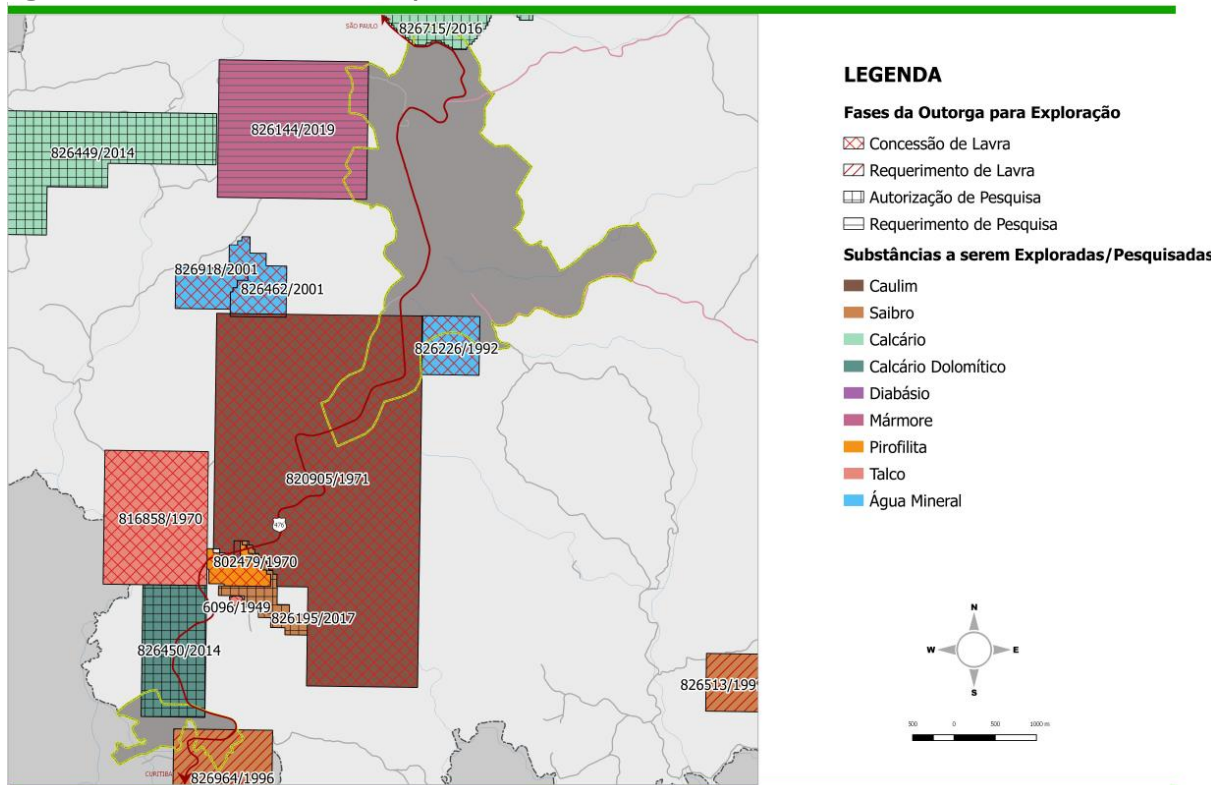 SÃO PAULO
826715/2016
826144/2019
826449/2014
826918/2001
826462/2001
826226/1992
820905/1971
816858/1970
476
802479/1970
6096/1949
826195/2017
826450/2014
826513/199
CURITIBA
826964/1996
LEGENDA
Fases da Outorga para Exploração
Concessão de Lavra
Requerimento de Lavra
Autorização de Pesquisa
Requerimento de Pesquisa
Substâncias a serem Exploradas/Pesquisadas
Caulim
Saibro
Calcário
Calcário Dolomítico
Diabásio
Mármore
Pirofilita
Talco
Água Mineral
N
W E
S
500 0 500 1000 m